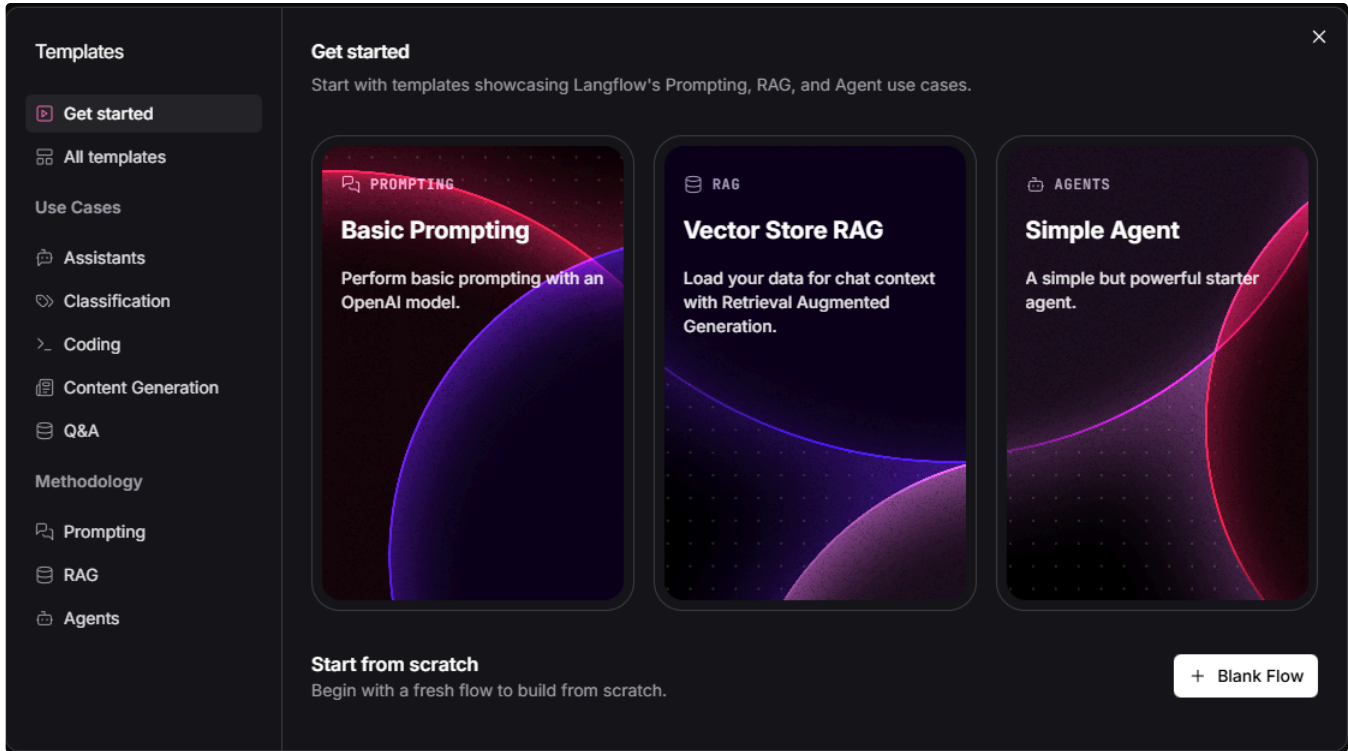 Templates
Get started
All templates
Use Cases
Assistants
Classification
Coding
Content Generation
Q&A
Methodology
Prompting
RAG
Agents
Get started
Start with templates showcasing Langflow's Prompting, RAG, and Agent use cases.
PROMPTING
Basic Prompting
Perform basic prompting with an
OpenAI model.
RAG
Vector Store RAG
Load your data for chat context
with Retrieval Augmented
Generation.
AGENTS
Simple Agent
A simple but powerful starter
agent.
Start from scratch
Begin with a fresh flow to build from scratch.
+ Blank Flow